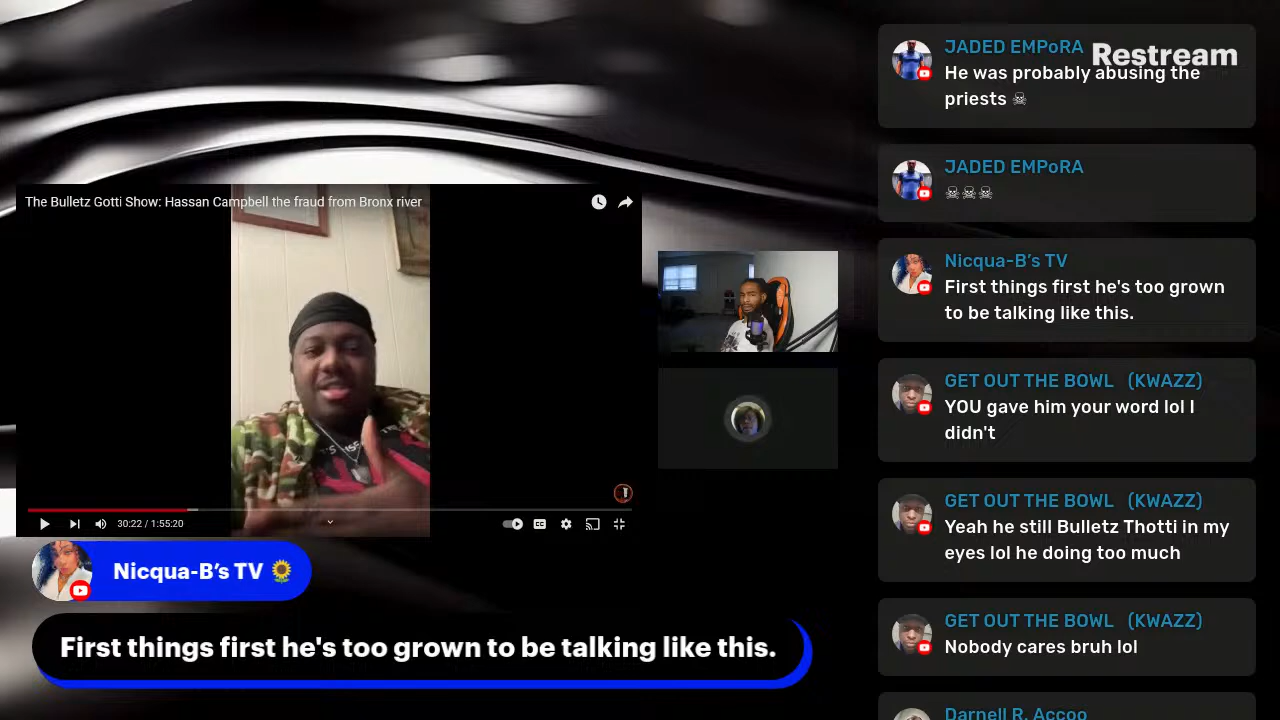 JADED EMPoRA
Restream
He was probably abusing the
priests ☠
JADED EMPoRA
☠☠☠
Nicqua-B’s TV
First things first he's too grown
to be talking like this.
GET OUT THE BOWL (KWAZZ)
YOU gave him your word lol I
didn't
GET OUT THE BOWL (KWAZZ)
Yeah he still Bulletz Thotti in my
eyes lol he doing too much
GET OUT THE BOWL (KWAZZ)
Nobody cares bruh lol
Darnell R. Accoo
The Bulletz Gotti Show: Hassan Campbell the fraud from Bronx river
30:22 / 1:55:20
CC
Nicqua-B’s TV 🌻
First things first he's too grown to be talking like this.